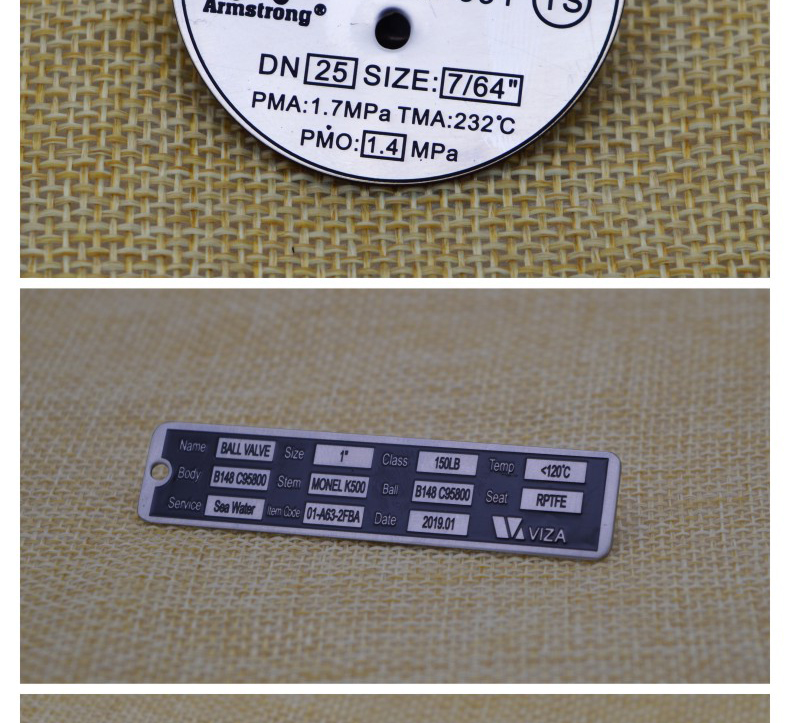 Armstrong®
TS
DN 25 SIZE: 7/64"
PMA:1.7MPa TMA:232℃
PMO: 1.4 MPa
Name BALL VALVE Size 1" Class 150LB Temp <120℃
Body B148 C95800 Stem MONEL K500 Ball B148 C95800 Seat RPTFE
Service Sea Water Item Code 01-A63-2FBA Date 2019.01 VIZA